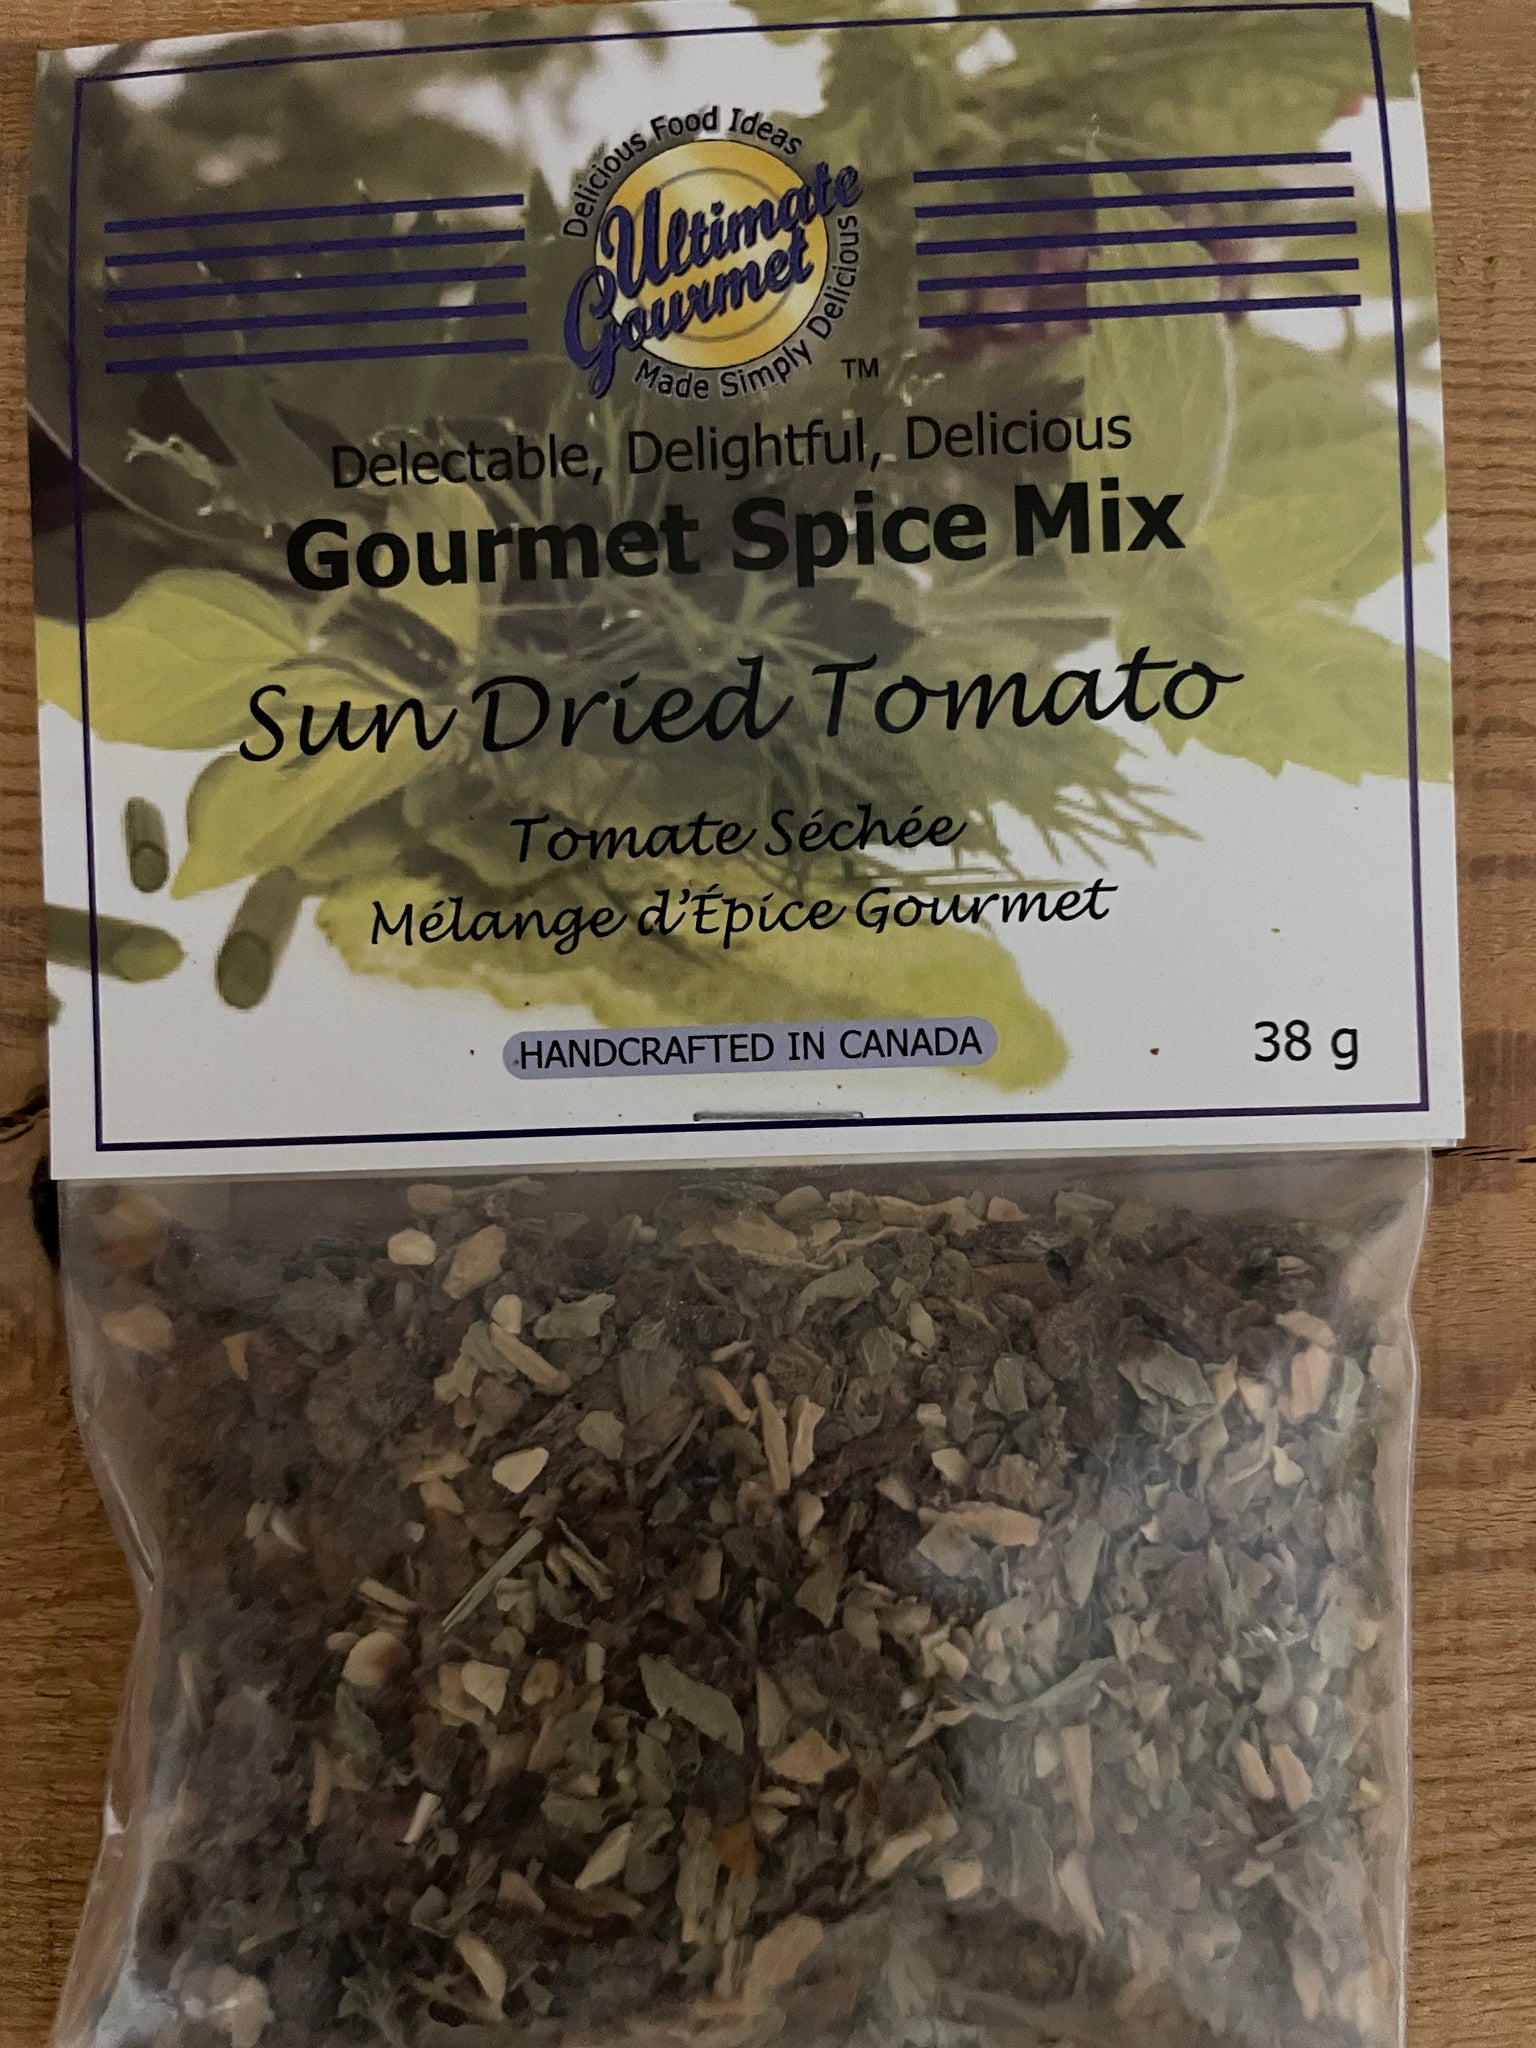 Delicious Food Ideas
Ultimate
Gourmet
Made Simply Delicious
TM
Delectable, Delightful, Delicious
Gourmet Spice Mix
Sun Dried Tomato
Tomate Séchée
Mélange d'Épice Gourmet
HANDCRAFTED IN CANADA
38 g